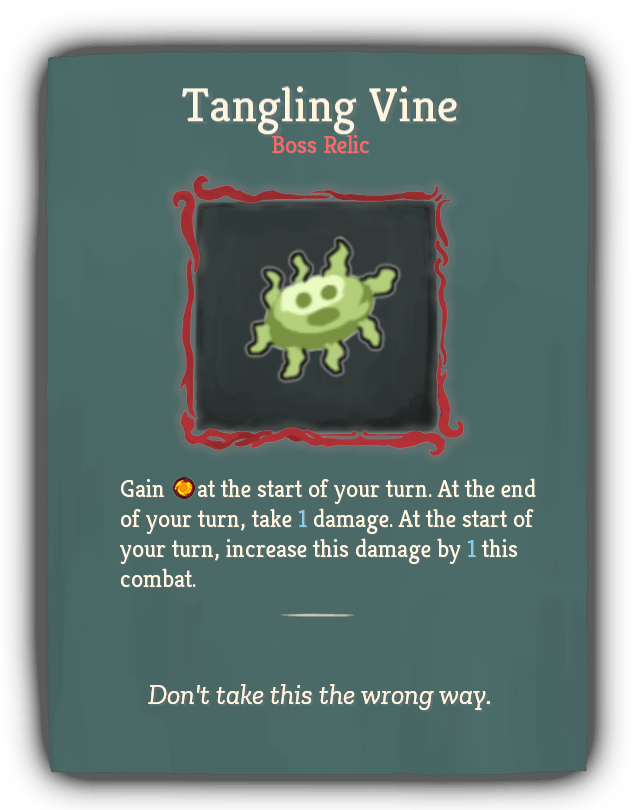 Tangling Vine
Boss Relic
Gain at the start of your turn. At the end
of your turn, take 1 damage. At the start of
your turn, increase this damage by 1 this
combat.
Don't take this the wrong way.